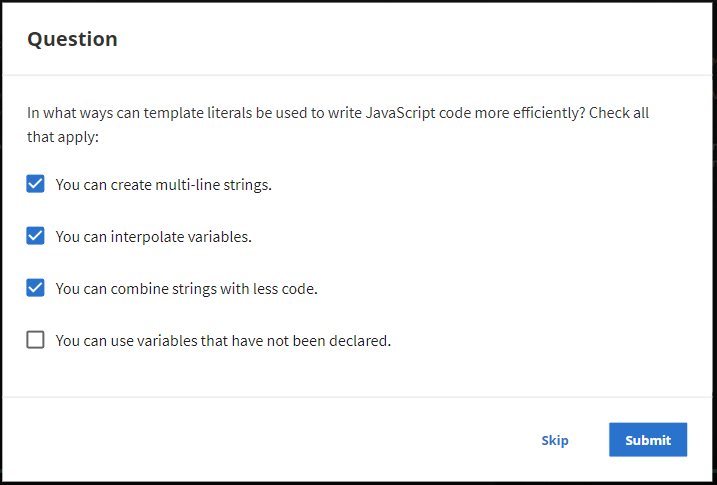 Question
In what ways can template literals be used to write JavaScript code more efficiently? Check all
that apply:
You can create multi-line strings.
You can interpolate variables.
You can combine strings with less code.
You can use variables that have not been declared.
Skip
Submit